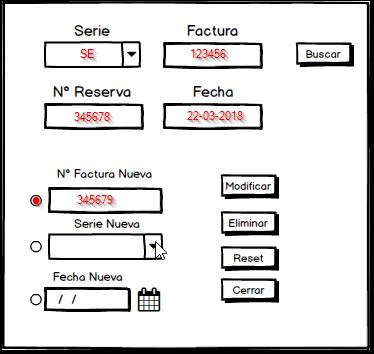 Serie Factura
SE 123456 Buscar
Nº Reserva Fecha
345678 22-03-2018
Nº Factura Nueva
345679 Modificar
Serie Nueva Eliminar
Reset
Fecha Nueva
/ / Cerrar